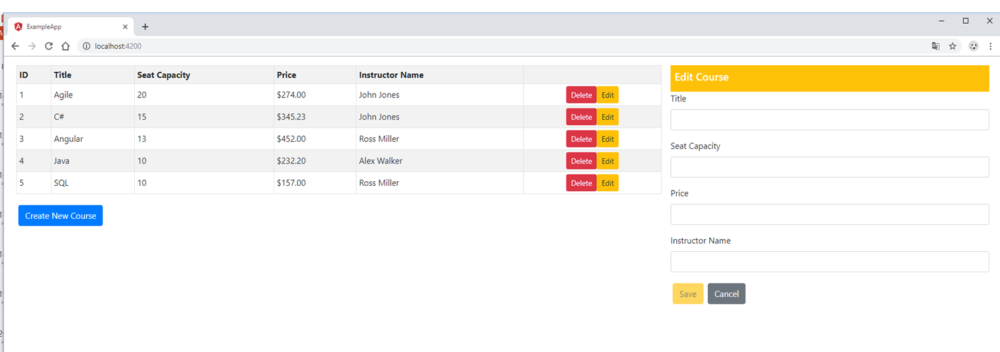 ExampleApp
localhost:4200
ID Title Seat Capacity Price Instructor Name
1 Agile 20 $274.00 John Jones Delete Edit
2 C# 15 $345.23 John Jones Delete Edit
3 Angular 13 $452.00 Ross Miller Delete Edit
4 Java 10 $232.20 Alex Walker Delete Edit
5 SQL 10 $157.00 Ross Miller Delete Edit
Create New Course
Edit Course
Title
Seat Capacity
Price
Instructor Name
Save Cancel